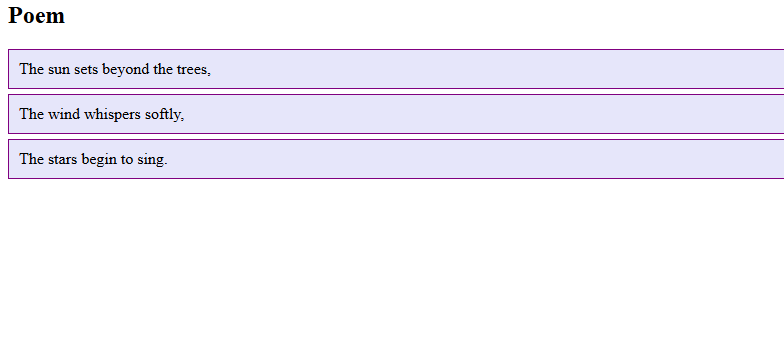 Poem
The sun sets beyond the trees,
The wind whispers softly,
The stars begin to sing.